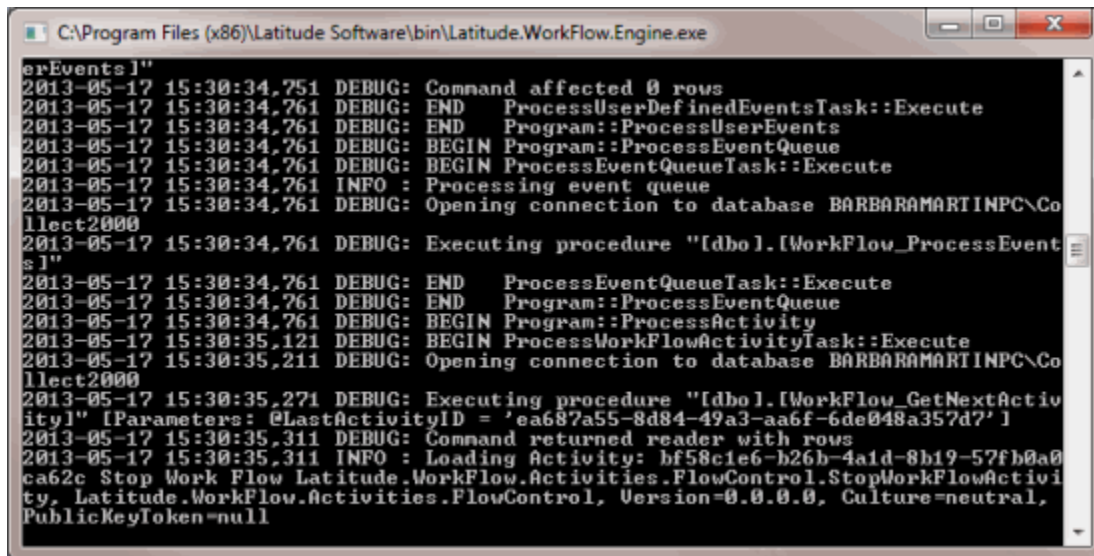 C:\Program Files (x86)\Latitude Software\bin\Latitude.WorkFlow.Engine.exe
erEvents]"
2013-05-17 15:30:34,751 DEBUG: Command affected 0 rows
2013-05-17 15:30:34,761 DEBUG: END   ProcessUserDefinedEventsTask::Execute
2013-05-17 15:30:34,761 DEBUG: END   Program::ProcessUserEvents
2013-05-17 15:30:34,761 DEBUG: BEGIN Program::ProcessEventQueue
2013-05-17 15:30:34,761 DEBUG: BEGIN ProcessEventQueueTask::Execute
2013-05-17 15:30:34,761 INFO : Processing event queue
2013-05-17 15:30:34,761 DEBUG: Opening connection to database BARBARAMARTINPC\Co
llect2000
2013-05-17 15:30:34,761 DEBUG: Executing procedure "[dbo].[WorkFlow_ProcessEvent
s]"
2013-05-17 15:30:34,761 DEBUG: END   ProcessEventQueueTask::Execute
2013-05-17 15:30:34,761 DEBUG: END   Program::ProcessEventQueue
2013-05-17 15:30:34,761 DEBUG: BEGIN Program::ProcessActivity
2013-05-17 15:30:35,121 DEBUG: BEGIN ProcessWorkFlowActivityTask::Execute
2013-05-17 15:30:35,211 DEBUG: Opening connection to database BARBARAMARTINPC\Co
llect2000
2013-05-17 15:30:35,271 DEBUG: Executing procedure "[dbo].[WorkFlow_GetNextActiv
ity]" [Parameters: @LastActivityID = 'ea687a55-8d84-49a3-aa6f-6de048a357d7']
2013-05-17 15:30:35,311 DEBUG: Command returned reader with rows
2013-05-17 15:30:35,311 INFO : Loading Activity: bf58c1e6-b26b-4a1d-8b19-57fb0a0
ca62c Stop Work Flow Latitude.WorkFlow.Activities.FlowControl.StopWorkFlowActivi
ty, Latitude.WorkFlow.Activities.FlowControl, Version=0.0.0.0, Culture=neutral,
PublicKeyToken=null